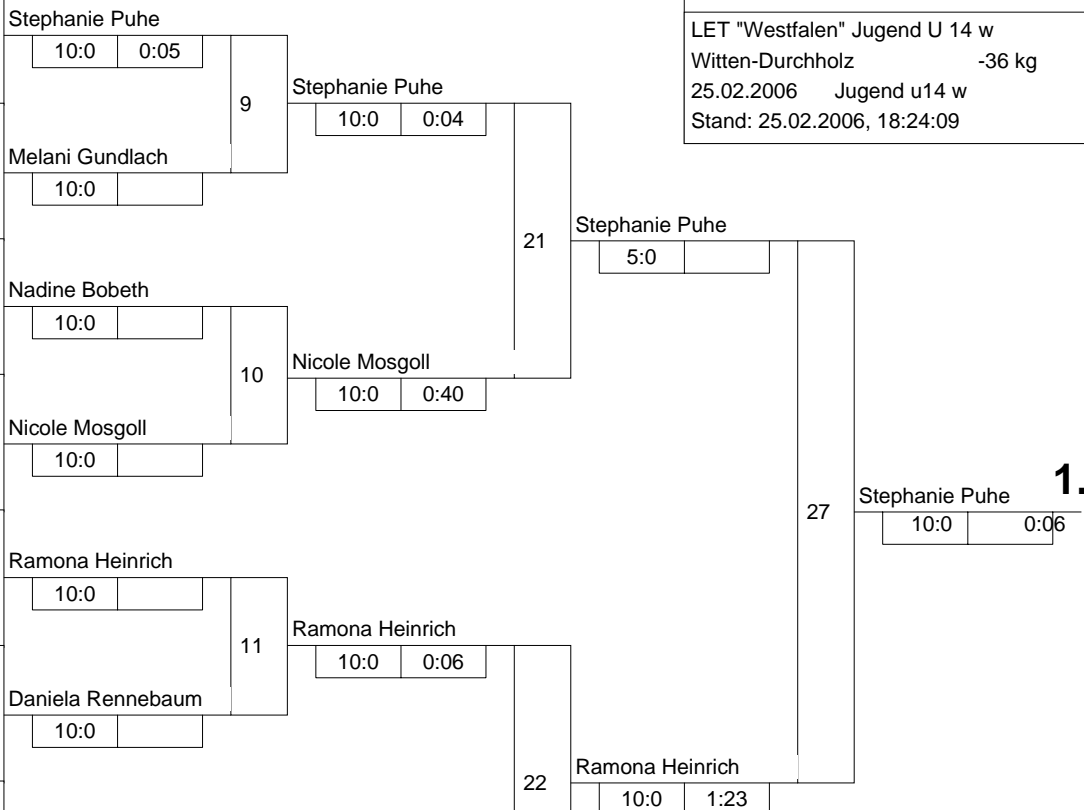 Stephanie Puhe
10:0 0:05
LET "Westfalen" Jugend U 14 w
Witten-Durchholz -36 kg
25.02.2006 Jugend u14 w
Stand: 25.02.2006, 18:24:09
9
Stephanie Puhe
10:0 0:04
Melani Gundlach
10:0
21
Stephanie Puhe
5:0
Nadine Bobeth
10:0
10
Nicole Mosgoll
10:0 0:40
Nicole Mosgoll
10:0
27
Stephanie Puhe 1.
10:0 0:06
Ramona Heinrich
10:0
11
Ramona Heinrich
10:0 0:06
Daniela Rennebaum
10:0
22
Ramona Heinrich
10:0 1:23